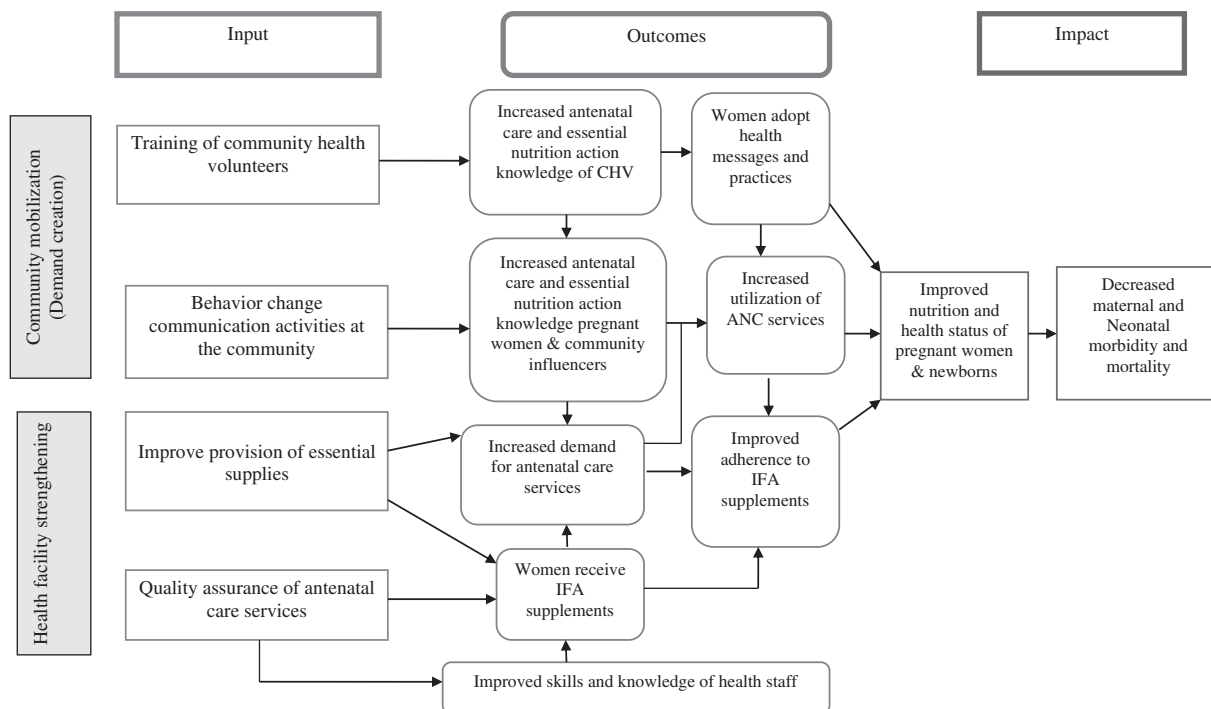 Input
Outcomes
Impact
Community mobilization
(Demand creation)
Training of community health
volunteers
Increased antenatal
care and essential
nutrition action
knowledge of CHV
Women adopt
health
messages and
practices
Behavior change
communication activities at
the community
Increased antenatal
care and essential
nutrition action
knowledge pregnant
women & community
influencers
Increased
utilization of
ANC services
Improved
nutrition and
health status of
pregnant women
& newborns
Decreased
maternal and
Neonatal
morbidity and
mortality
Health facility strengthening
Improve provision of essential
supplies
Increased demand
for antenatal care
services
Improved
adherence to
IFA
supplements
Quality assurance of antenatal
care services
Women receive
IFA
supplements
Improved skills and knowledge of health staff